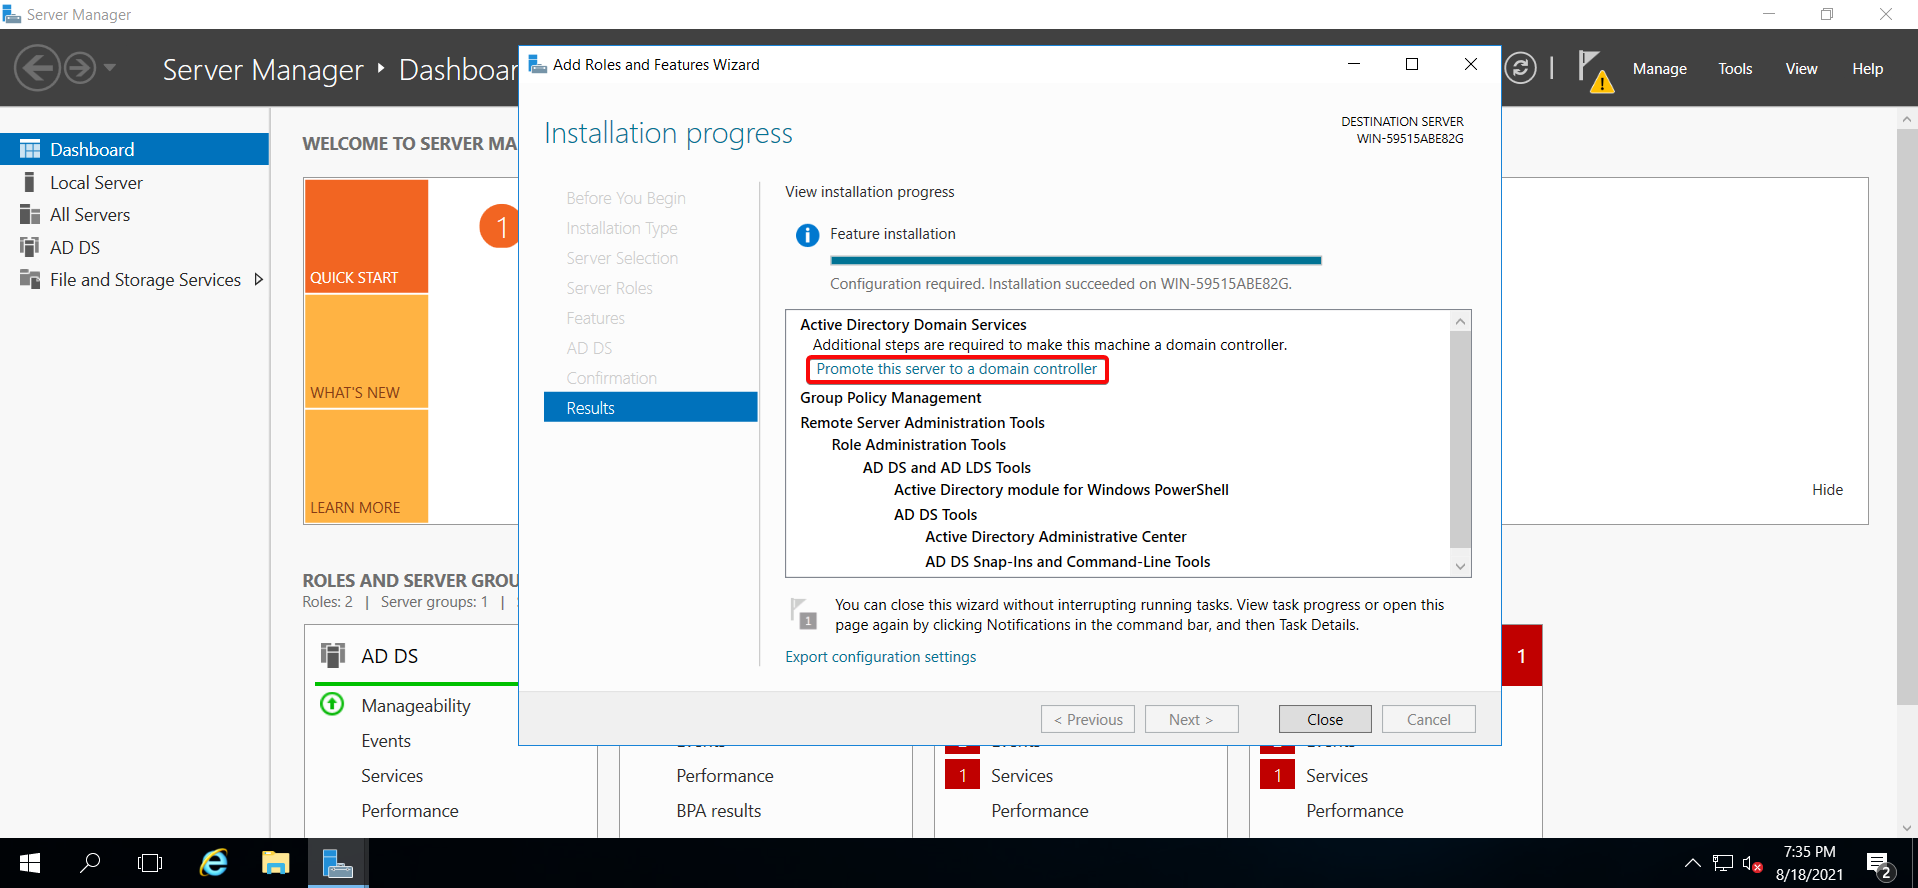 Server Manager
Server Manager
Dashboar
Manage
Tools
View
Help
Dashboard
Local Server
All Servers
AD DS
File and Storage Services
WELCOME TO SERVER MA
QUICK START
WHAT'S NEW
LEARN MORE
1
Hide
ROLES AND SERVER GROU
Roles: 2 | Server groups: 1 |
AD DS
Manageability
Events
Services
Performance
Performance
BPA results
1 Services
Performance
1
1 Services
Performance
Add Roles and Features Wizard
Installation progress
DESTINATION SERVER
WIN-59515ABE82G
Before You Begin
Installation Type
Server Selection
Server Roles
Features
AD DS
Confirmation
Results
View installation progress
Feature installation
Configuration required. Installation succeeded on WIN-59515ABE82G.
Active Directory Domain Services
Additional steps are required to make this machine a domain controller.
Promote this server to a domain controller
Group Policy Management
Remote Server Administration Tools
Role Administration Tools
AD DS and AD LDS Tools
Active Directory module for Windows PowerShell
AD DS Tools
Active Directory Administrative Center
AD DS Snap-Ins and Command-Line Tools
1
You can close this wizard without interrupting running tasks. View task progress or open this
page again by clicking Notifications in the command bar, and then Task Details.
Export configuration settings
< Previous
Next >
Close
Cancel
7:35 PM
8/18/2021
2